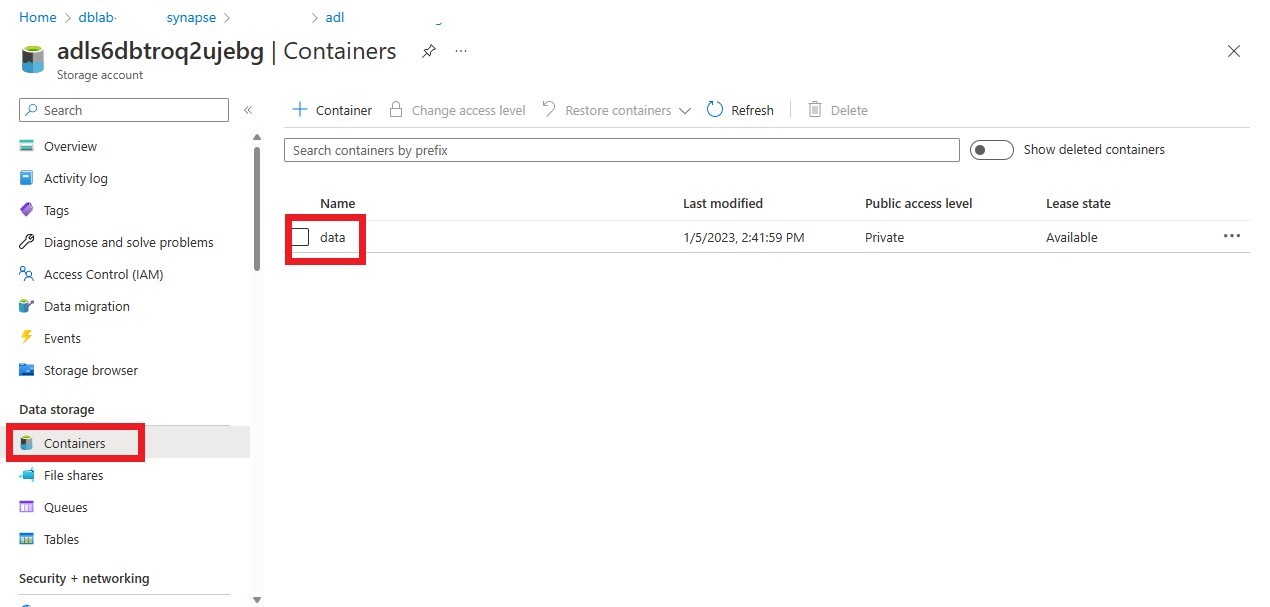 Home > dblab- synapse > > adl
adls6dbtroq2ujebg | Containers ...
Storage account
Search «
+ Container Change access level Restore containers Refresh Delete
Search containers by prefix Show deleted containers
Overview
Activity log
Tags
Diagnose and solve problems
Access Control (IAM)
Data migration
Events
Storage browser
Data storage
Containers
File shares
Queues
Tables
Security + networking
Name Last modified Public access level Lease state
data 1/5/2023, 2:41:59 PM Private Available ...